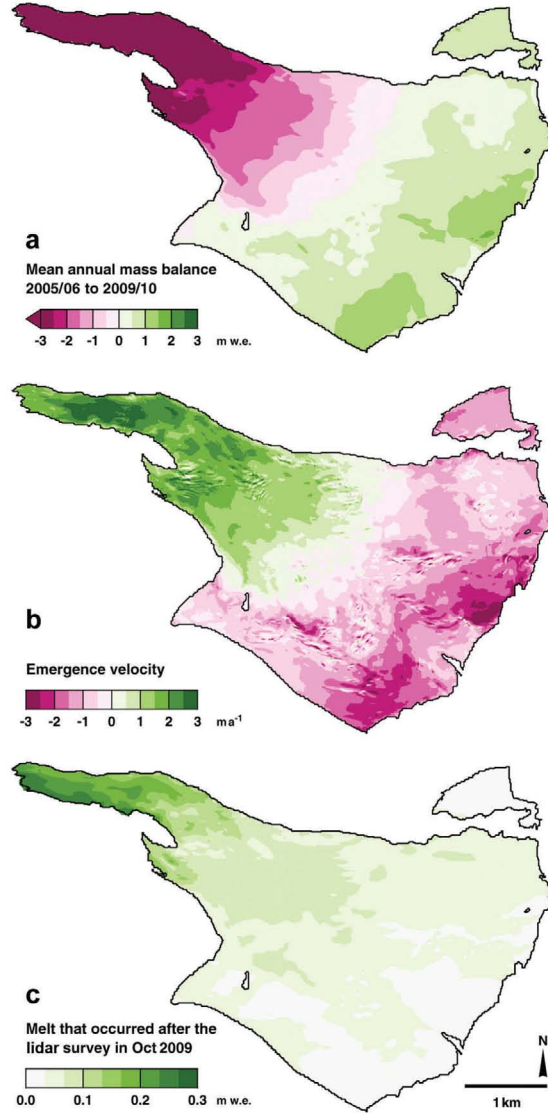 a
Mean annual mass balance
2005/06 to 2009/10
-3 -2 -1 0 1 2 3 m w.e.
b
Emergence velocity
-3 -2 -1 0 1 2 3 m a⁻¹
c
Melt that occurred after the
lidar survey in Oct 2009
0.0 0.1 0.2 0.3 m w.e.
N
1 km